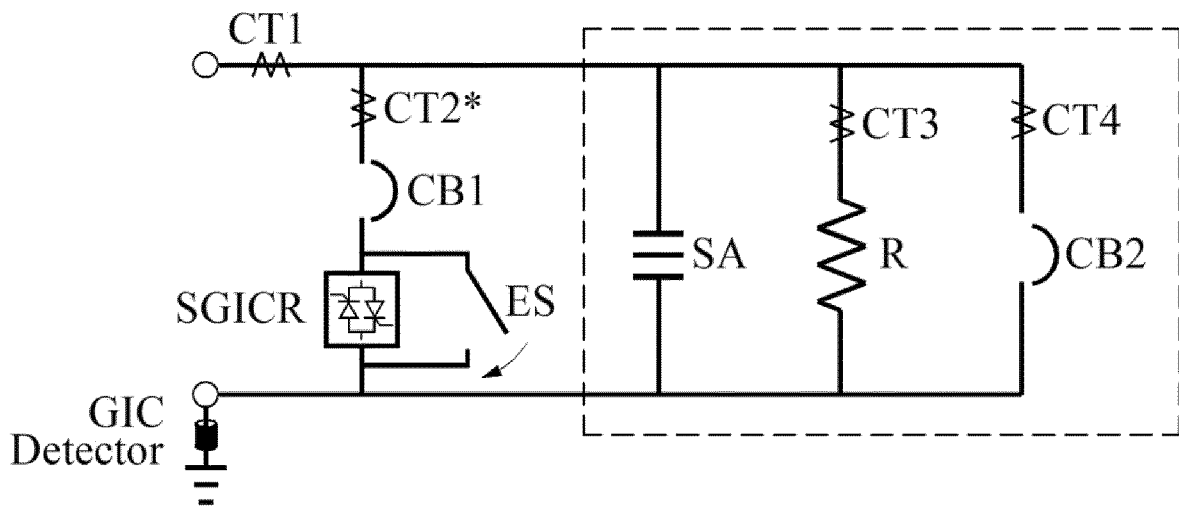 CT1
CT2*
CT3
CT4
CB1
SA
R
CB2
SGICR
ES
GIC
Detector